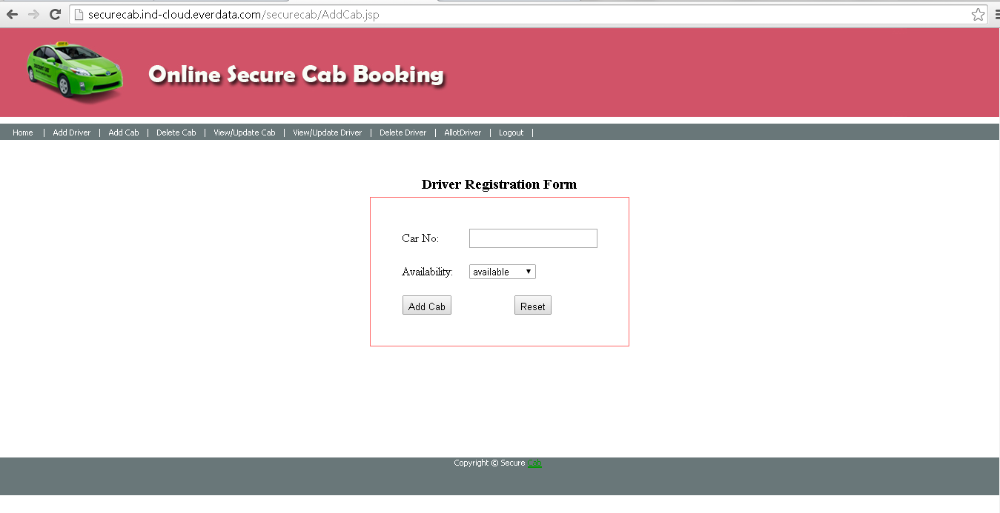 securecab.ind-cloud.everdata.com/securecab/AddCab.jsp
Online Secure Cab Booking
Home | Add Driver | Add Cab | Delete Cab | View/Update Cab | View/Update Driver | Delete Driver | AllotDriver | Logout |
Driver Registration Form
Car No:
Availability: available
Add Cab Reset
Copyright © Secure Cab